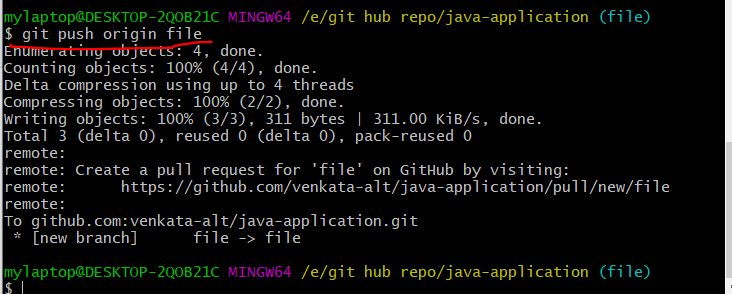 mylaptop@DESKTOP-2QOB21C MINGW64 /e/git hub repo/java-application (file)
$ git push origin file
Enumerating objects: 4, done.
Counting objects: 100% (4/4), done.
Delta compression using up to 4 threads
Compressing objects: 100% (2/2), done.
Writing objects: 100% (3/3), 311 bytes | 311.00 KiB/s, done.
Total 3 (delta 0), reused 0 (delta 0), pack-reused 0
remote:
remote: Create a pull request for 'file' on GitHub by visiting:
remote:      https://github.com/venkata-alt/java-application/pull/new/file
remote:
To github.com:venkata-alt/java-application.git
 * [new branch]      file -> file
mylaptop@DESKTOP-2QOB21C MINGW64 /e/git hub repo/java-application (file)
$